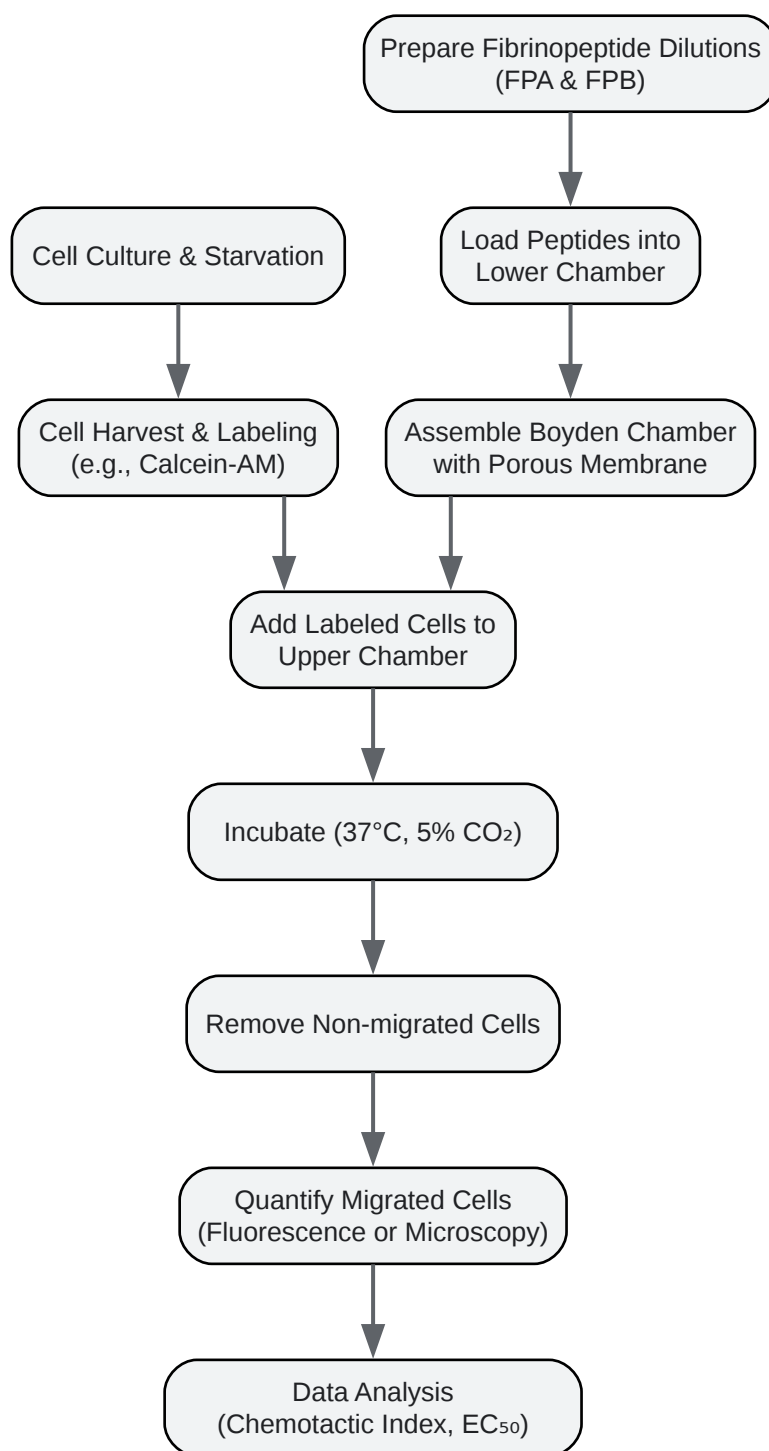 Prepare Fibrinopeptide Dilutions
(FPA & FPB)
Cell Culture & Starvation
Load Peptides into
Lower Chamber
Cell Harvest & Labeling
(e.g., Calcein-AM)
Assemble Boyden Chamber
with Porous Membrane
Add Labeled Cells to
Upper Chamber
Incubate (37°C, 5% CO₂)
Remove Non-migrated Cells
Quantify Migrated Cells
(Fluorescence or Microscopy)
Data Analysis
(Chemotactic Index, EC₅₀)